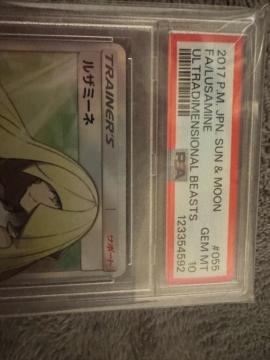 2017 P.M. JPN. SUN & MOON #055
FA/LUSAMINE GEM MT
ULTRADIMENSIONAL BEASTS 10
PSA 123354592
TRAINER'S
サポート
ルザミーネ